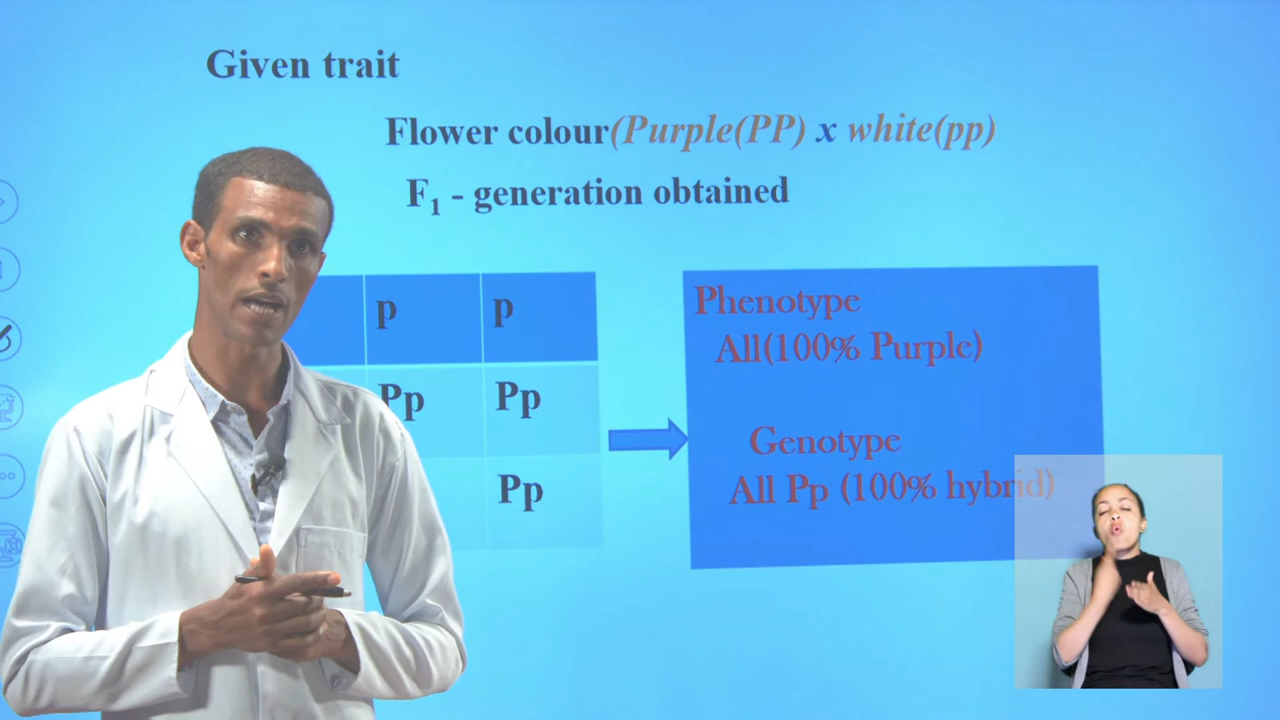 Given trait
Flower colour(Purple(PP) x white(pp)
F1 - generation obtained
p p
Pp Pp
Pp
Phenotype
All(100% Purple)
Genotype
All Pp (100% hybrid)